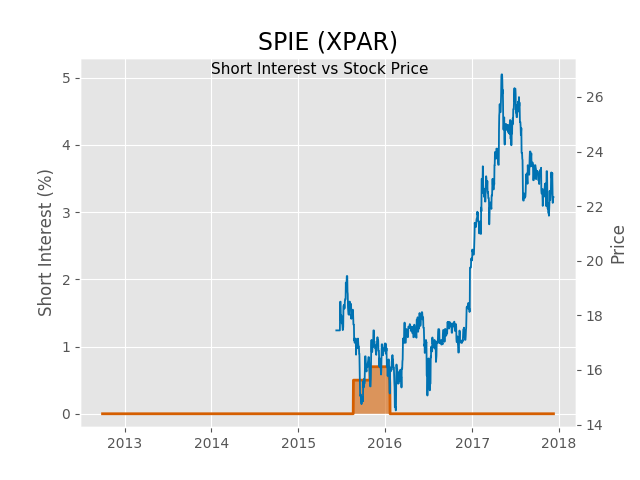 SPIE (XPAR)
Short Interest vs Stock Price
Short Interest (%)
5
4
3
2
1
0
26
24
22
20
18
16
14
Price
2013 2014 2015 2016 2017 2018